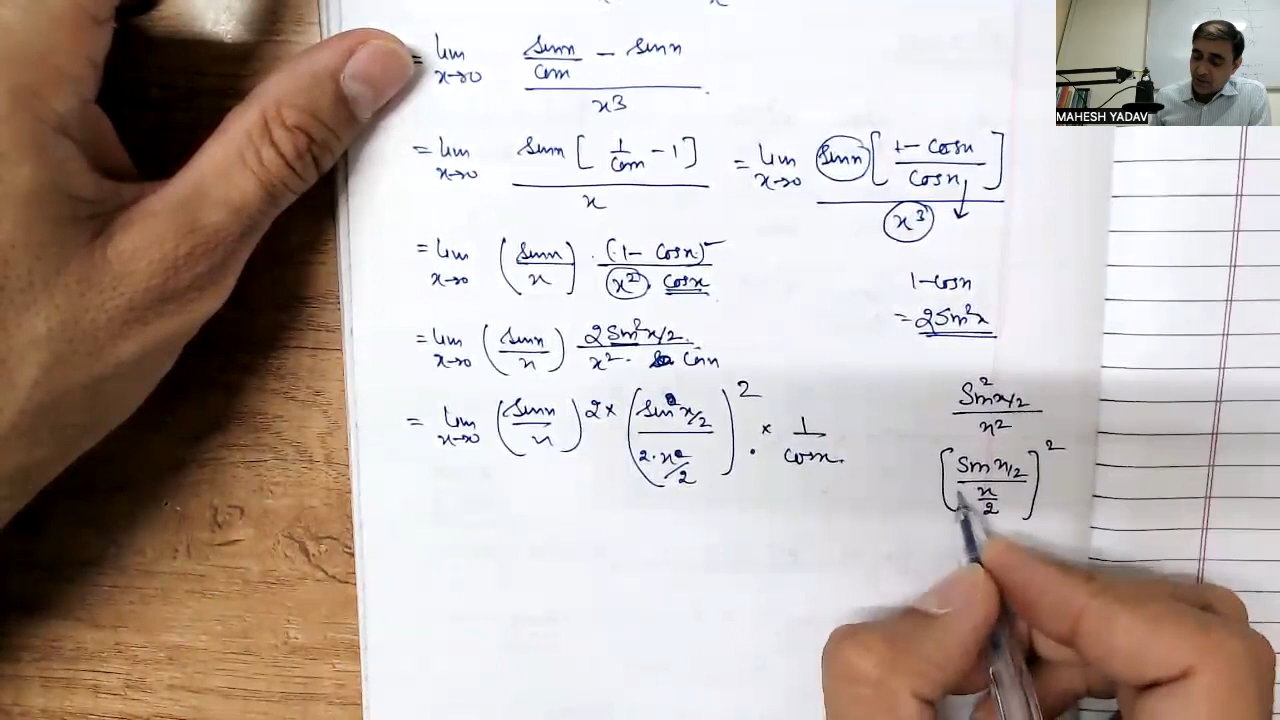 = lim x→0 (sinx/cosx - sinx)/x3
MAHESH YADAV
= lim x→0 sinx [1/cosx - 1]/x
= lim x→0 sinx [(1 - cosx)/cosx]/x3
= lim x→0 (sinx/x) · (1 - cosx)/(x2 · cosx)
1-cosx
= 2sin2x
= lim x→0 (sinx/x) 2sin2x/2/(x2 · cosx)
= lim x→0 (sinx/x) 2 × (sin x/2/(2·x/2))2 · × 1/cosx.
sin2x/2/x2
[sin x/2/(x/2)]2